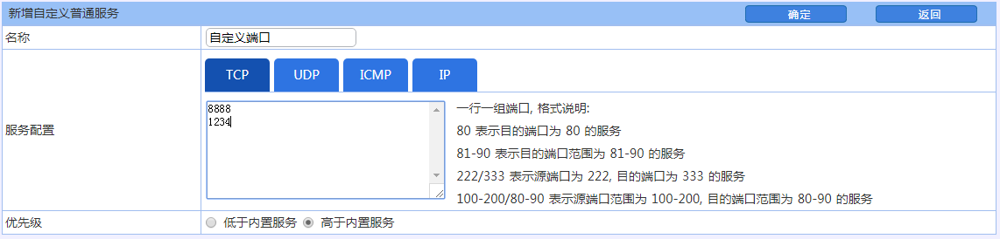 新增自定义普通服务 确定 返回
名称 自定义端口
TCP UDP ICMP IP
服务配置
8888
1234
一行一组端口, 格式说明:
80 表示目的端口为 80 的服务
81-90 表示目的端口范围为 81-90 的服务
222/333 表示源端口为 222, 目的端口为 333 的服务
100-200/80-90 表示源端口范围为 100-200, 目的端口范围为 80-90 的服务
优先级 低于内置服务 高于内置服务